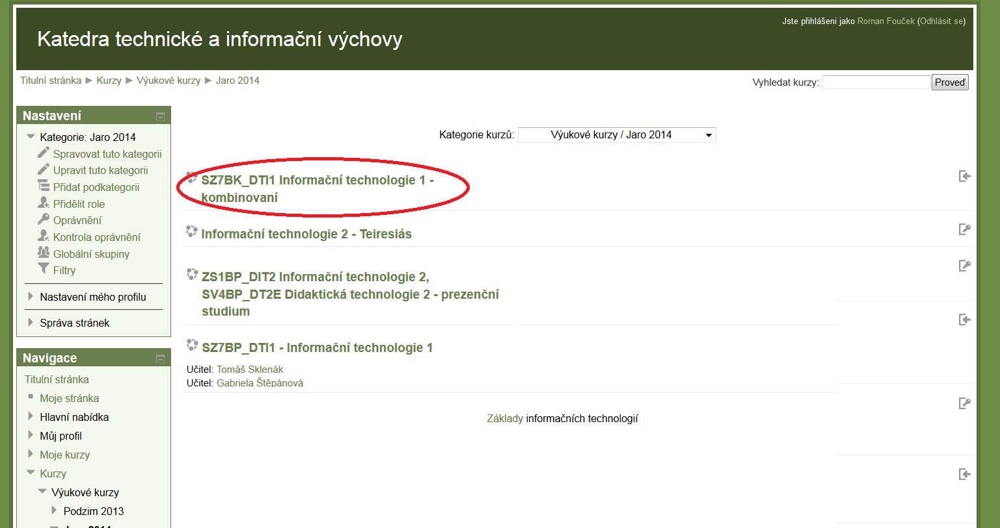 Jste přihlášeni jako Roman Fouček (Odhlásit se)
Katedra technické a informační výchovy
Titulní stránka ► Kurzy ► Výukové kurzy ► Jaro 2014
Vyhledat kurzy: Proveď
Nastavení
Kategorie: Jaro 2014
Spravovat tuto kategorii
Upravit tuto kategorii
Přidat podkategorii
Přidělit role
Oprávnění
Kontrola oprávnění
Globální skupiny
Filtry
Nastavení mého profilu
Správa stránek
Navigace
Titulní stránka
Moje stránka
Hlavní nabídka
Můj profil
Moje kurzy
Kurzy
Výukové kurzy
Podzim 2013
Jaro 2014
Kategorie kurzů: Výukové kurzy / Jaro 2014
SZ7BK_DTI1 Informační technologie 1 -
kombinovaní
Informační technologie 2 - Teiresiás
ZS1BP_DIT2 Informační technologie 2,
SV4BP_DT2E Didaktická technologie 2 - prezenční
studium
SZ7BP_DTI1 - Informační technologie 1
Učitel: Tomáš Sklenák
Učitel: Gabriela Štěpánová
Základy informačních technologií